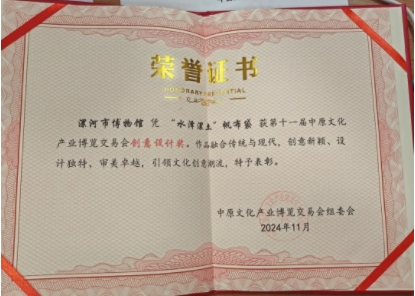 荣誉证书
HONORARY CREDENTIAL
漯河市博物馆 凭 “水滩湿土”帆布袋 获第十一届中原文化
产业博览交易会创意设计奖。作品融合传统与现代，创意新颖、设
计独特、审美卓越，引领文化创意潮流，特予表彰。
中原文化产业博览交易会组委会
2024年11月